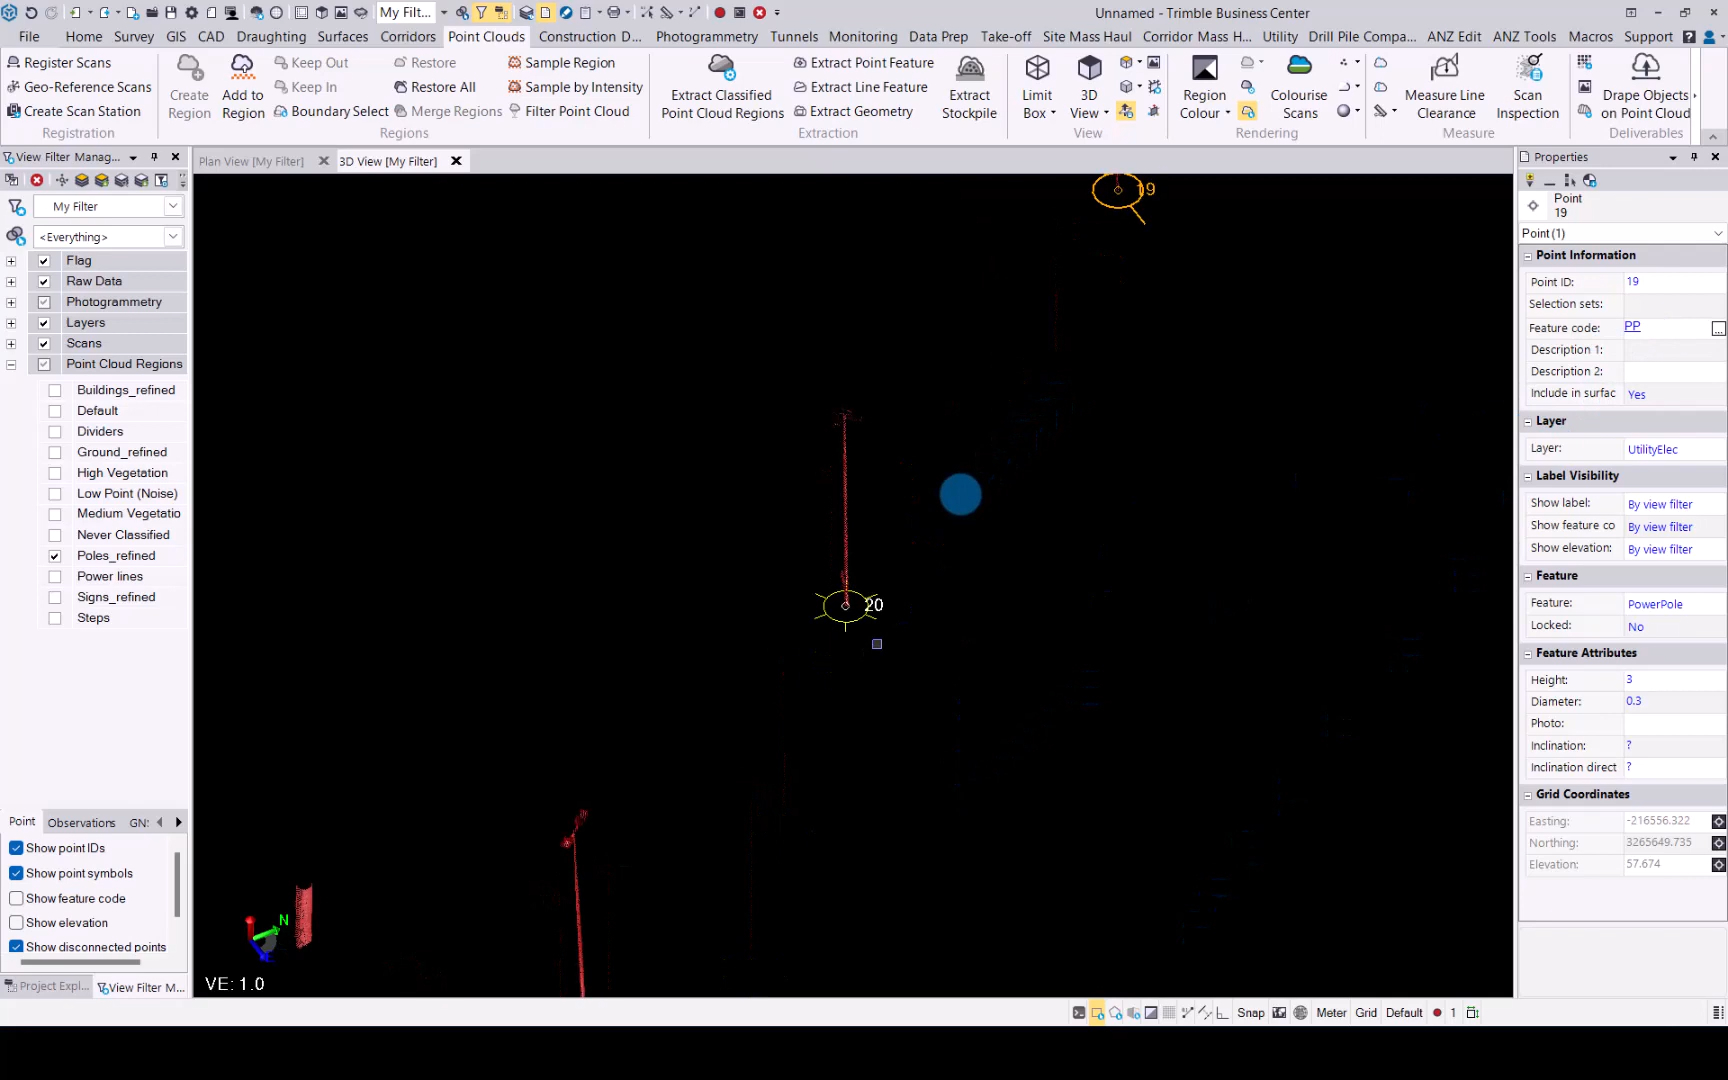 My Filt...
Unnamed - Trimble Business Center
File Home Survey GIS CAD Draughting Surfaces Corridors Point Clouds Construction D... Photogrammetry Tunnels Monitoring Data Prep Take-off Site Mass Haul Corridor Mass H... Utility Drill Pile Compa... ANZ Edit ANZ Tools Macros Support
Register Scans
Geo-Reference Scans
Create Scan Station
Registration
Create Region
Add to Region
Keep Out
Keep In
Boundary Select
Restore
Restore All
Merge Regions
Sample Region
Sample by Intensity
Filter Point Cloud
Regions
Extract Classified Point Cloud Regions
Extract Point Feature
Extract Line Feature
Extract Geometry
Extract Stockpile
Extraction
Limit Box
3D View
View
Region Colour
Colourise Scans
Rendering
Measure Line Clearance
Scan Inspection
Measure
Drape Objects on Point Cloud
Deliverables
View Filter Manag...
Plan View [My Filter]
3D View [My Filter]
Properties
My Filter
<Everything>
Flag
Raw Data
Photogrammetry
Layers
Scans
Point Cloud Regions
Buildings_refined
Default
Dividers
Ground_refined
High Vegetation
Low Point (Noise)
Medium Vegetatio
Never Classified
Poles_refined
Power lines
Signs_refined
Steps
Point Observations GN:
Show point IDs
Show point symbols
Show feature code
Show elevation
Show disconnected points
Project Expl...
View Filter M...
19
20
N
VE: 1.0
Point
19
Point (1)
Point Information
Point ID: 19
Selection sets:
Feature code: PP
...
Description 1:
Description 2:
Include in surfac Yes
Layer
Layer: UtilityElec
Label Visibility
Show label: By view filter
Show feature co By view filter
Show elevation: By view filter
Feature
Feature: PowerPole
Locked: No
Feature Attributes
Height: 3
Diameter: 0.3
Photo:
Inclination: ?
Inclination direct ?
Grid Coordinates
Easting: -216556.322
Northing: 3265649.735
Elevation: 57.674
Snap Meter Grid Default 1